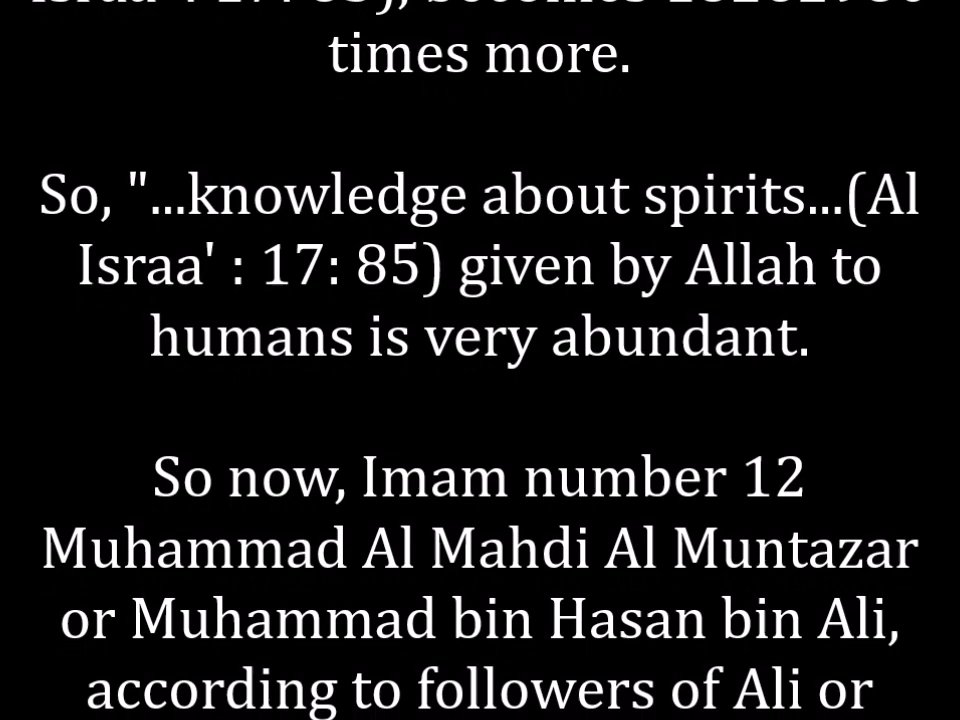 times more.
So, "...knowledge about spirits...(Al
Israa' : 17: 85) given by Allah to
humans is very abundant.
So now, Imam number 12
Muhammad Al Mahdi Al Muntazar
or Muhammad bin Hasan bin Ali,
according to followers of Ali or